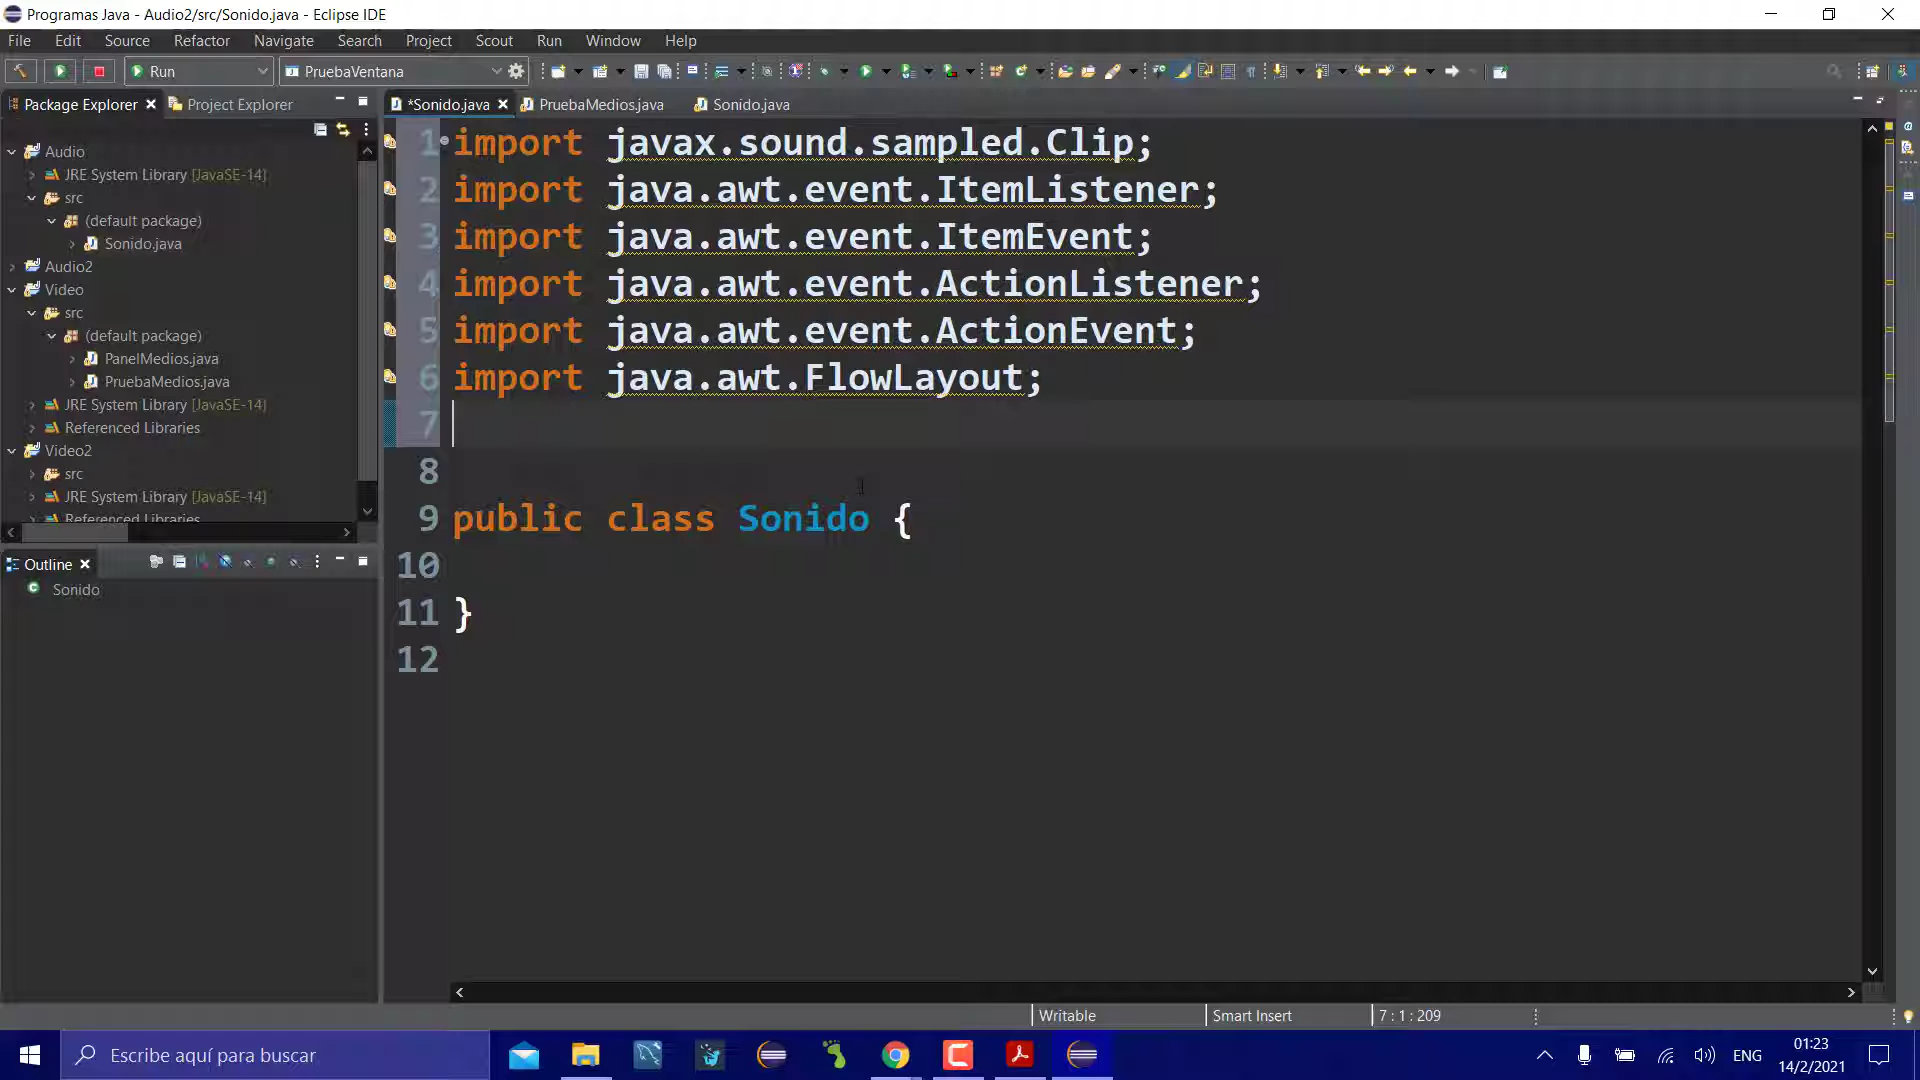 Programas Java - Audio2/src/Sonido.java - Eclipse IDE
File Edit Source Refactor Navigate Search Project Scout Run Window Help
Run PruebaVentana
Package Explorer Project Explorer
*Sonido.java PruebaMedios.java Sonido.java
Audio
JRE System Library [JavaSE-14]
src
(default package)
Sonido.java
Audio2
Video
src
(default package)
PanelMedios.java
PruebaMedios.java
JRE System Library [JavaSE-14]
Referenced Libraries
Video2
src
JRE System Library [JavaSE-14]
Referenced Libraries
Outline
Sonido
1 import javax.sound.sampled.Clip;
2 import java.awt.event.ItemListener;
3 import java.awt.event.ItemEvent;
4 import java.awt.event.ActionListener;
5 import java.awt.event.ActionEvent;
6 import java.awt.FlowLayout;
7
8
9 public class Sonido {
10
11 }
12
Writable Smart Insert 7 : 1 : 209
Escribe aquí para buscar
ENG
01:23
14/2/2021